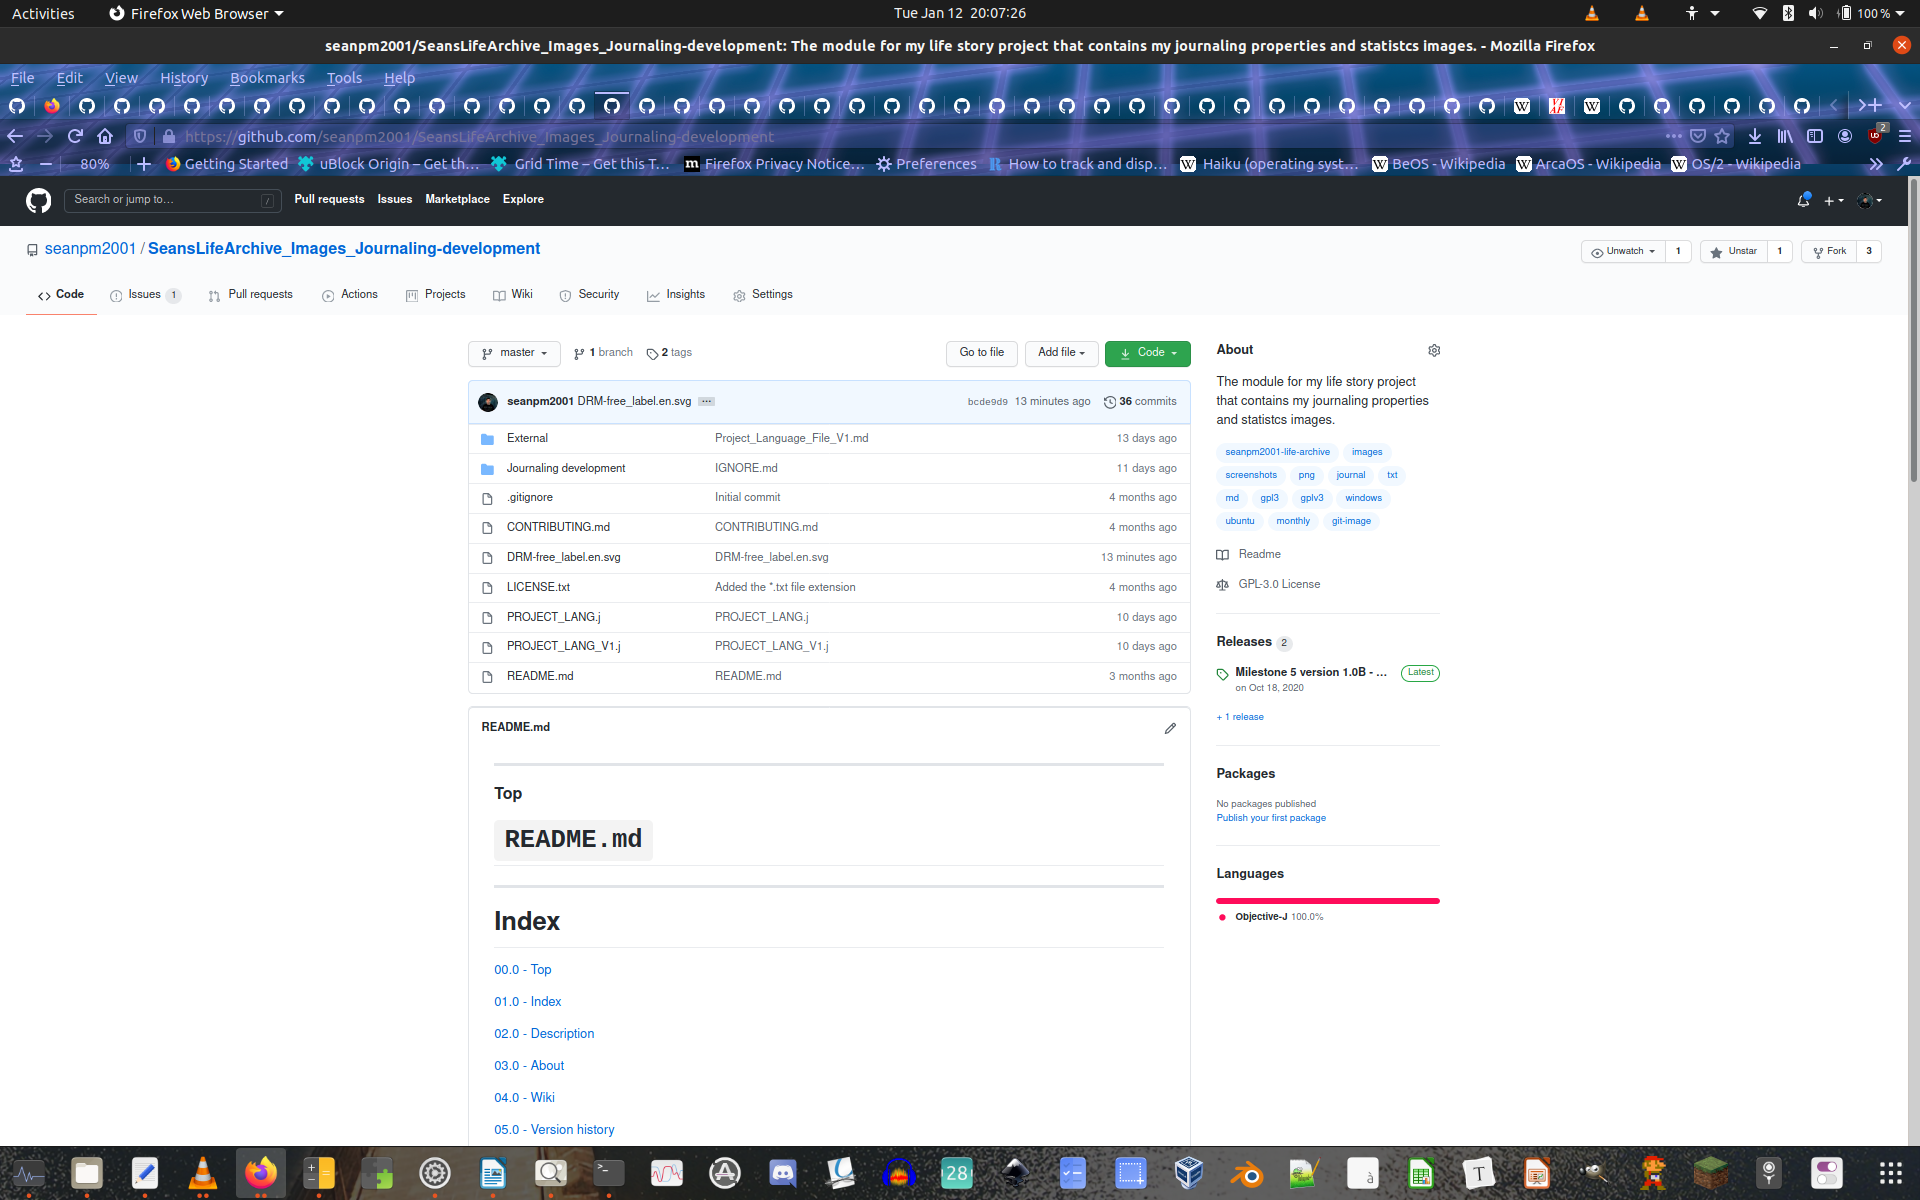 Activities Firefox Web Browser Tue Jan 12 20:07:26 100 %
seanpm2001/SeansLifeArchive_Images_Journaling-development: The module for my life story project that contains my journaling properties and statistcs images. - Mozilla Firefox
File Edit View History Bookmarks Tools Help
https://github.com/seanpm2001/SeansLifeArchive_Images_Journaling-development 2
80% Getting Started uBlock Origin – Get th… Grid Time – Get this T… Firefox Privacy Notice… Preferences How to track and disp… Haiku (operating syst… BeOS - Wikipedia ArcaOS - Wikipedia OS/2 - Wikipedia
Search or jump to… / Pull requests Issues Marketplace Explore
seanpm2001 / SeansLifeArchive_Images_Journaling-development Unwatch 1 Unstar 1 Fork 3
Code Issues 1 Pull requests Actions Projects Wiki Security Insights Settings
master 1 branch 2 tags Go to file Add file Code
seanpm2001 DRM-free_label.en.svg ... bcde9d9 13 minutes ago 36 commits
External Project_Language_File_V1.md 13 days ago
Journaling development IGNORE.md 11 days ago
.gitignore Initial commit 4 months ago
CONTRIBUTING.md CONTRIBUTING.md 4 months ago
DRM-free_label.en.svg DRM-free_label.en.svg 13 minutes ago
LICENSE.txt Added the *.txt file extension 4 months ago
PROJECT_LANG.j PROJECT_LANG.j 10 days ago
PROJECT_LANG_V1.j PROJECT_LANG_V1.j 10 days ago
README.md README.md 3 months ago
README.md
Top
README.md
Index
00.0 - Top
01.0 - Index
02.0 - Description
03.0 - About
04.0 - Wiki
05.0 - Version history
About
The module for my life story project
that contains my journaling properties
and statistcs images.
seanpm2001-life-archive images
screenshots png journal txt
md gpl3 gplv3 windows
ubuntu monthly git-image
Readme
GPL-3.0 License
Releases 2
Milestone 5 version 1.0B - ... Latest
on Oct 18, 2020
+ 1 release
Packages
No packages published
Publish your first package
Languages
Objective-J 100.0%
28